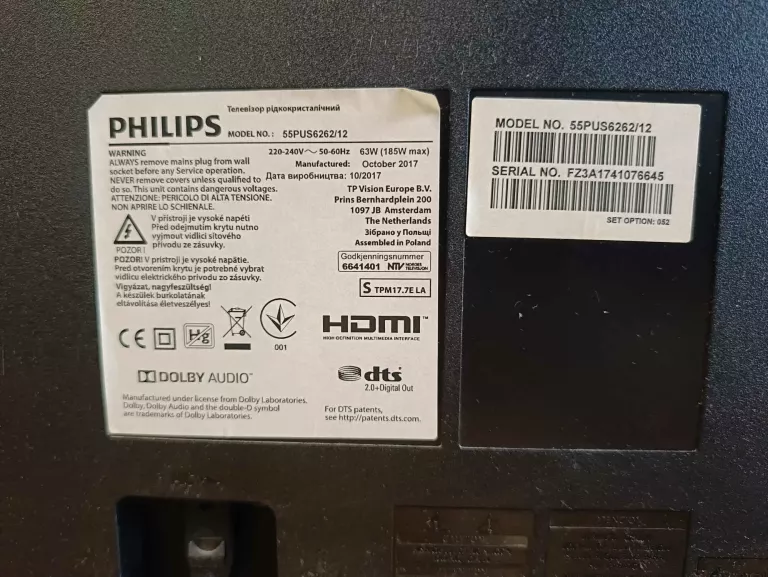 Телевізор рідкокристалічний
PHILIPS MODEL NO. : 55PUS6262/12
WARNING
ALWAYS remove mains plug from wall
socket before any Service operation.
NEVER remove covers unless qualified to
do so. This unit contains dangerous voltages.
ATTENZIONE: PERICOLO DI ALTA TENSIONE.
NON APRIRE LO SCHIENALE.
V přístroji je vysoké napětí
Před odejmutím krytu nutno
vyjmout vidlici síťového
přívodu ze zásuvky.
POZOR!
POZOR! V prístroji je vysoké napätie.
Pred otvorením krytu je potrebné vybrat
vidlicu elektrického prívodu zo zásuvky.
Vigyázat, nagyfeszültség!
A készülek burkolatának
eltávolítása életveszélyes!
220-240V~ 50-60Hz 63W (185W max)
Manufactured: October 2017
Дата виробництва: 10/2017
TP Vision Europe B.V.
Prins Bernhardplein 200
1097 JB Amsterdam
The Netherlands
Зібрано у Польщі
Assembled in Poland
Godkjenningsnummer
6641401 NTV NORGES TELEVISION
S TPM17.7E LA
CE Hg
001
HDMI™
HIGH-DEFINITION MULTIMEDIA INTERFACE
DOLBY AUDIO™
dts
2.0+Digital Out
Manufactured under license from Dolby Laboratories.
Dolby, Dolby Audio and the double-D symbol
are trademarks of Dolby Laboratories.
For DTS patents,
see http://patents.dts.com.
MODEL NO. 55PUS6262/12
SERIAL NO. FZ3A1741076645
SET OPTION: 052